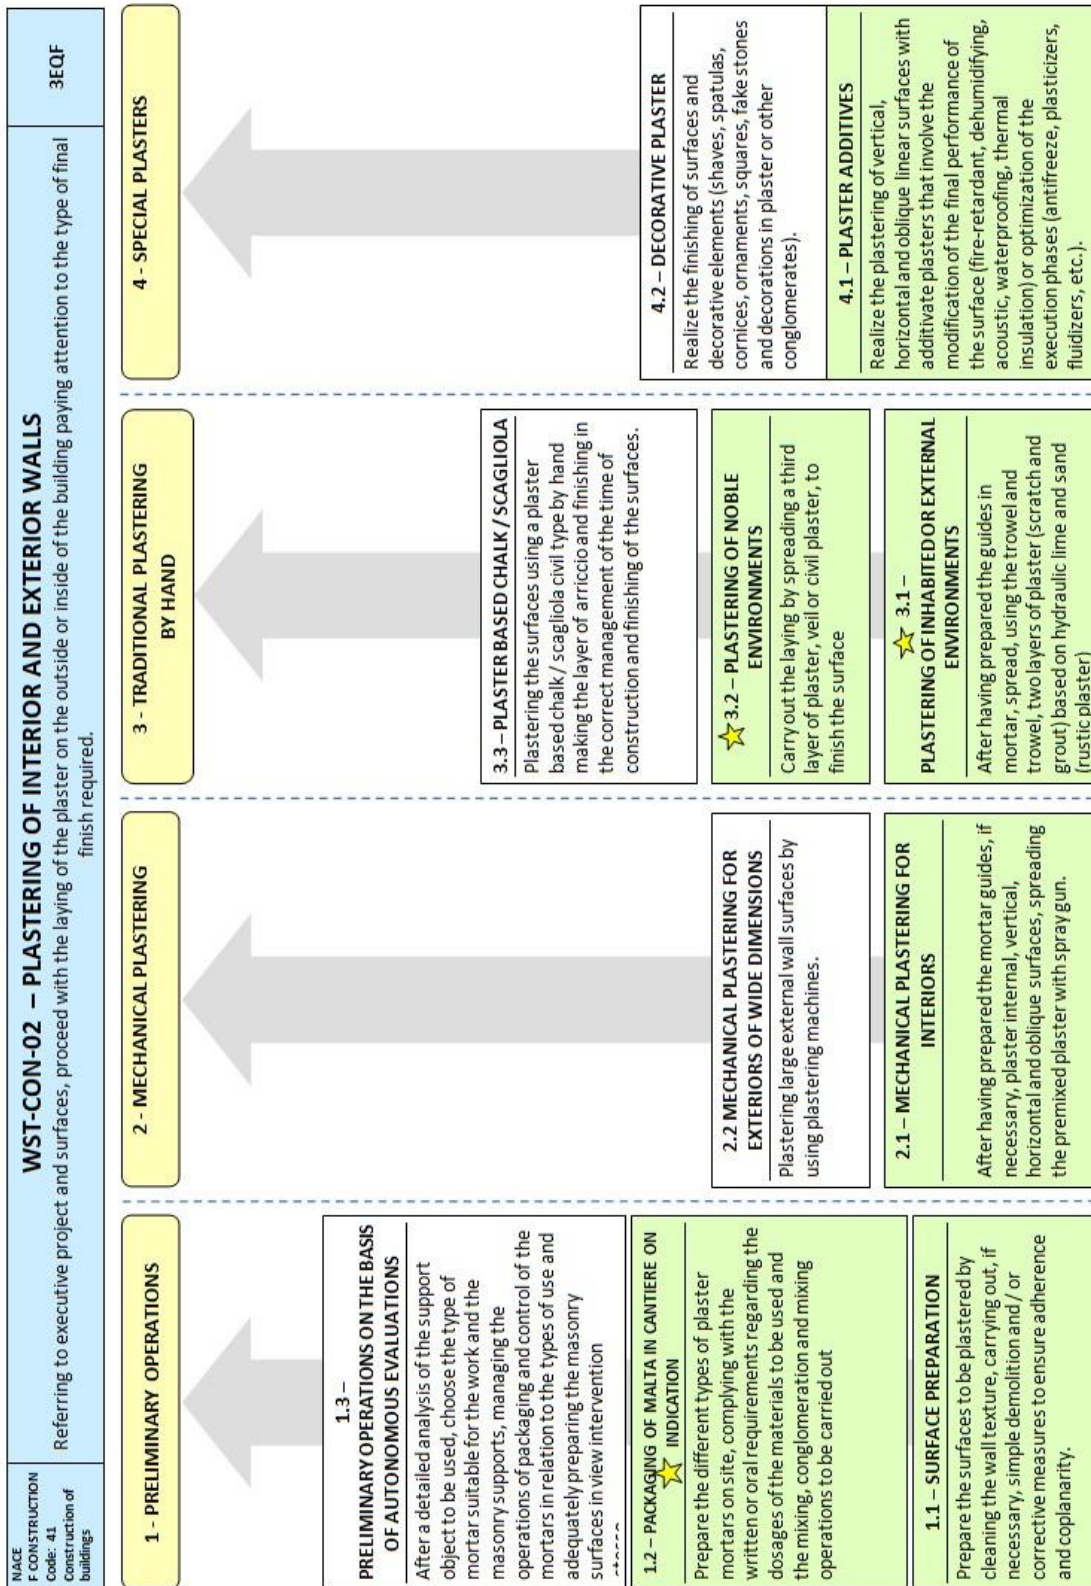 NACE
F CONSTRUCTION
Code: 41
Construction of
buildings
WST-CON-02 – PLASTERING OF INTERIOR AND EXTERIOR WALLS
Referring to executive project and surfaces, proceed with the laying of the plaster on the outside or inside of the building paying attention to the type of final
finish required.
3EQF
1 - PRELIMINARY OPERATIONS
1.3 –
PRELIMINARY OPERATIONS ON THE BASIS
OF AUTONOMOUS EVALUATIONS
After a detailed analysis of the support
object to be used, choose the type of
mortar suitable for the work and the
masonry supports, managing the
operations of packaging and control of the
mortars in relation to the types of use and
adequately preparing the masonry
surfaces in view intervention
1.2 – PACKAGING OF MALTA IN CANTIERE ON
INDICATION
Prepare the different types of plaster
mortars on site, complying with the
written or oral requirements regarding the
dosages of the materials to be used and
the mixing, conglomeration and mixing
operations to be carried out
1.1 – SURFACE PREPARATION
Prepare the surfaces to be plastered by
cleaning the wall texture, carrying out, if
necessary, simple demolition and / or
corrective measures to ensure adherence
and coplanarity.
2 - MECHANICAL PLASTERING
2.2 MECHANICAL PLASTERING FOR
EXTERIORS OF WIDE DIMENSIONS
Plastering large external wall surfaces by
using plastering machines.
2.1 – MECHANICAL PLASTERING FOR
INTERIORS
After having prepared the mortar guides, if
necessary, plaster internal, vertical,
horizontal and oblique surfaces, spreading
the premixed plaster with spray gun.
3 - TRADITIONAL PLASTERING
BY HAND
3.3 – PLASTER BASED CHALK / SCAGLIOLA
Plastering the surfaces using a plaster
based chalk / scagliola civil type by hand
making the layer of arriccio and finishing in
the correct management of the time of
construction and finishing of the surfaces.
3.2 – PLASTERING OF NOBLE
ENVIRONMENTS
Carry out the laying by spreading a third
layer of plaster, veil or civil plaster, to
finish the surface
3.1 –
PLASTERING OF INHABITED OR EXTERNAL
ENVIRONMENTS
After having prepared the guides in
mortar, spread, using the trowel and
trowel, two layers of plaster (scratch and
grout) based on hydraulic lime and sand
(rustic plaster)
4 - SPECIAL PLASTERS
4.2 – DECORATIVE PLASTER
Realize the finishing of surfaces and
decorative elements (shaves, spatulas,
cornices, ornaments, squares, fake stones
and decorations in plaster or other
conglomerates).
4.1 – PLASTER ADDITIVES
Realize the plastering of vertical,
horizontal and oblique linear surfaces with
additivate plasters that involve the
modification of the final performance of
the surface (fire-retardant, dehumidifying,
acoustic, waterproofing, thermal
insulation) or optimization of the
execution phases (antifreeze, plasticizers,
fluidizers, etc.).